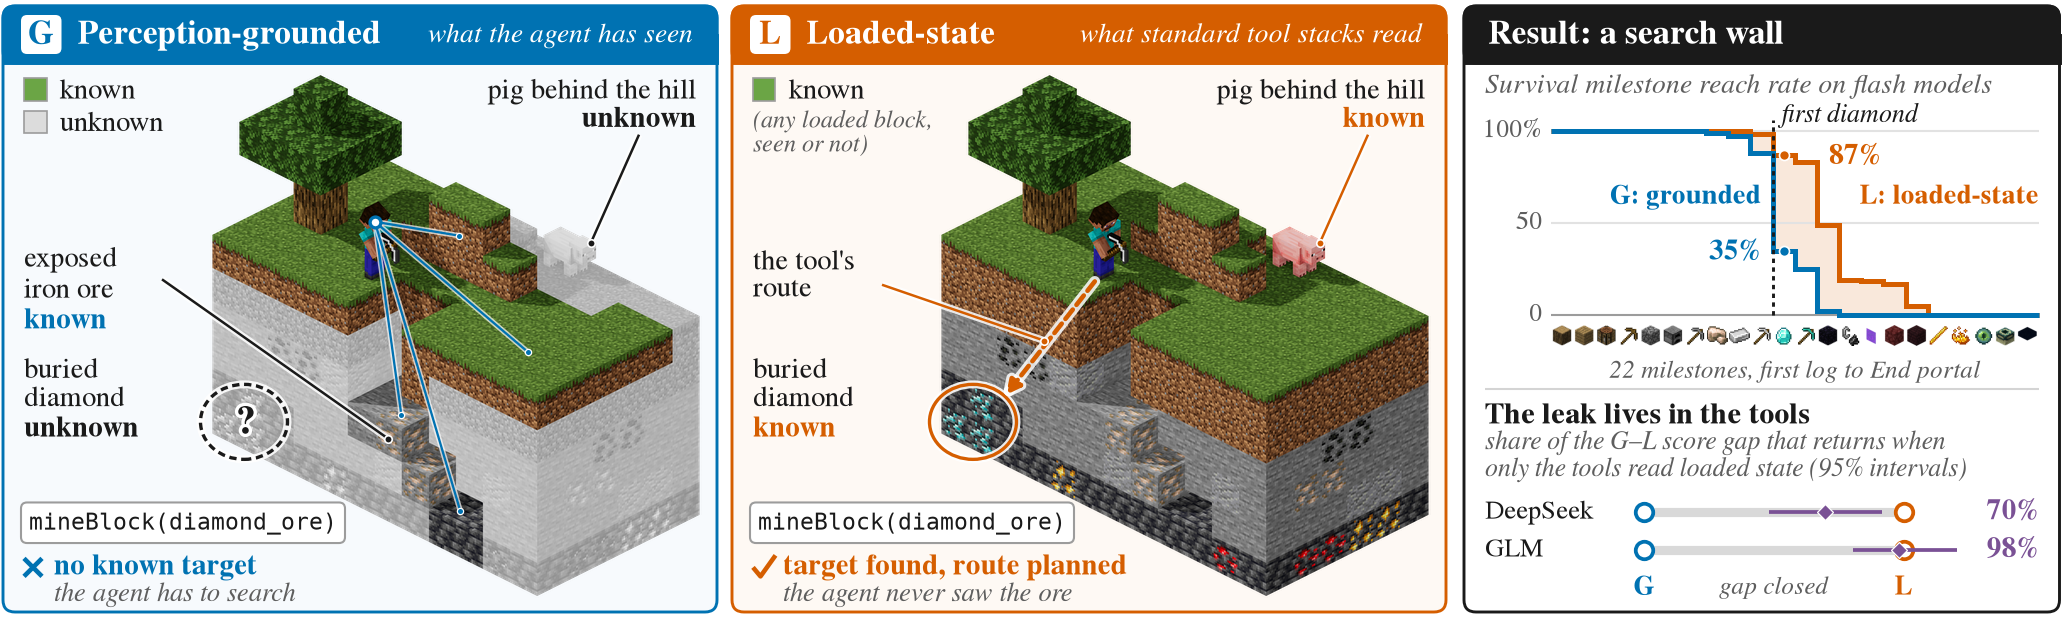 G Perception-grounded what the agent has seen
known
unknown
pig behind the hill
unknown
exposed
iron ore
known
buried
diamond
unknown
?
mineBlock(diamond_ore)
no known target
the agent has to search
L Loaded-state what standard tool stacks read
known
(any loaded block,
seen or not)
pig behind the hill
known
the tool's
route
buried
diamond
known
mineBlock(diamond_ore)
target found, route planned
the agent never saw the ore
Result: a search wall
Survival milestone reach rate on flash models
first diamond
100%
87%
G: grounded L: loaded-state
50
35%
0
22 milestones, first log to End portal
The leak lives in the tools
share of the G–L score gap that returns when
only the tools read loaded state (95% intervals)
DeepSeek 70%
GLM 98%
G gap closed L